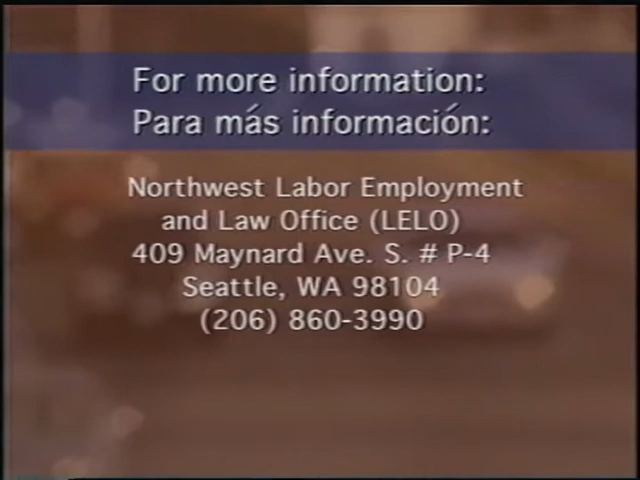 For more information:
Para más información:
Northwest Labor Employment
and Law Office (LELO)
409 Maynard Ave. S. # P-4
Seattle, WA 98104
(206) 860-3990